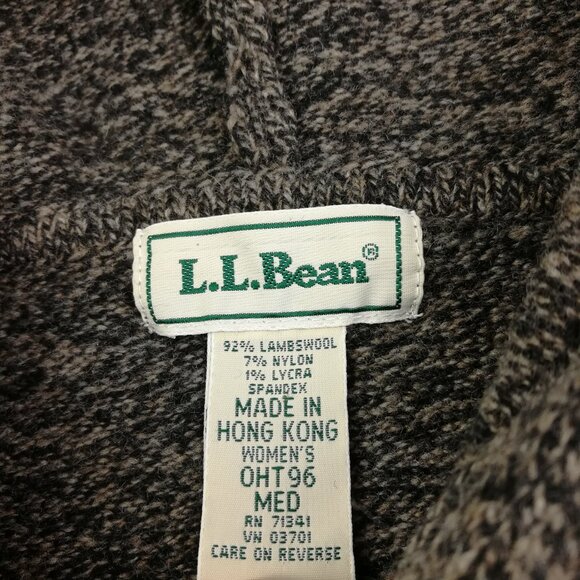 L.L.Bean®
92% LAMBSWOOL
7% NYLON
1% LYCRA
SPANDEX
MADE IN
HONG KONG
WOMEN'S
OHT96
MED
RN 71341
VN 03701
CARE ON REVERSE